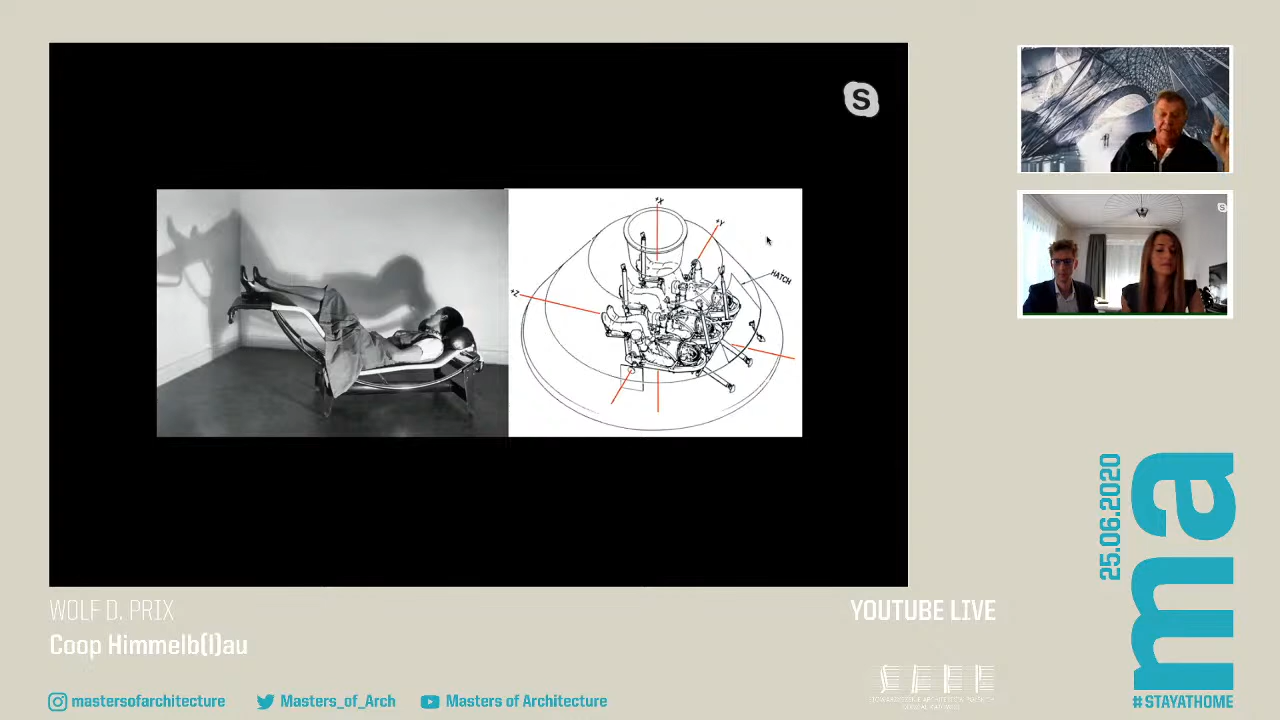 S
+X
+Y
HATCH
+Z
S
25.06.2020
ma
WOLF D. PRIX
Coop Himmelb(l)au
YOUTUBE LIVE
mastersofarchitecture
Masters_of_Arch
Masters of Architecture
#STAYATHOME